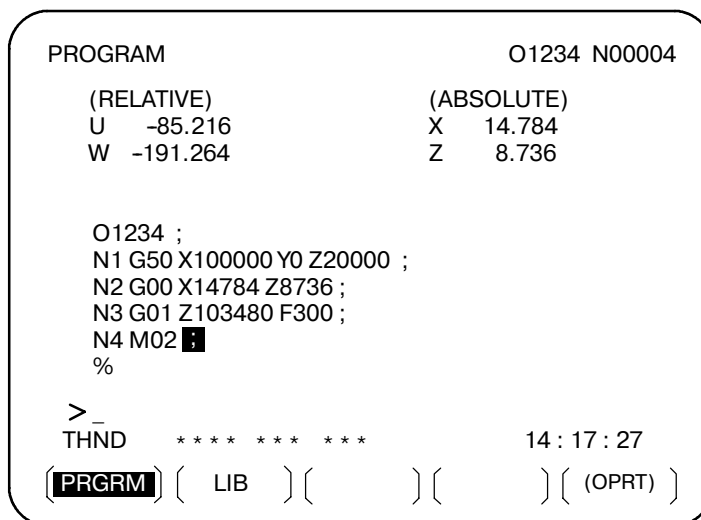 PROGRAM O1234 N00004
(RELATIVE) (ABSOLUTE)
U -85.216 X 14.784
W -191.264 Z 8.736
O1234 ;
N1 G50 X100000 Y0 Z20000 ;
N2 G00 X14784 Z8736 ;
N3 G01 Z103480 F300 ;
N4 M02 ;
%
>_
THND * * * * * * * * * * 14 : 17 : 27
[PRGRM] [ LIB ] [ ] [ ] [ (OPRT) ]